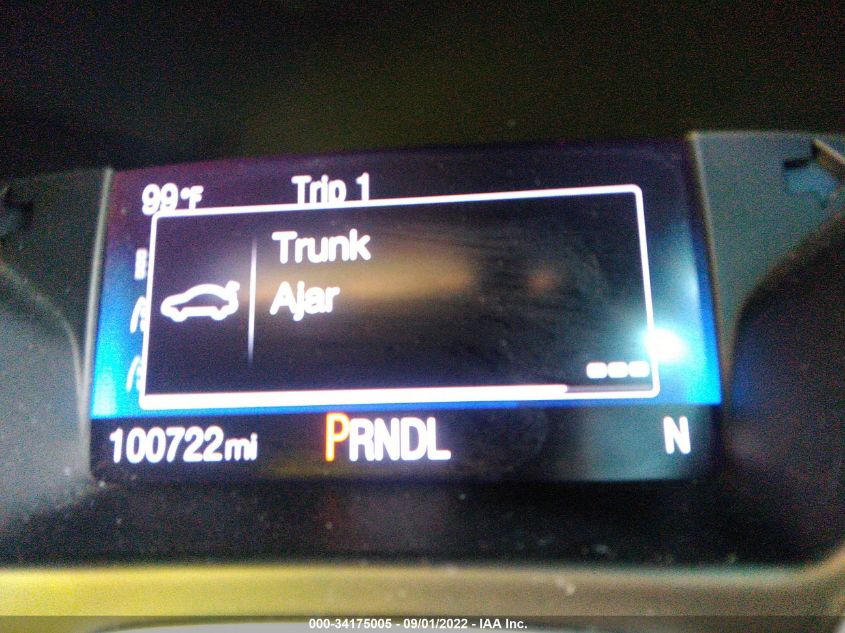 99°F Trip 1
Trunk
Ajar
100722mi PRNDL N
000-34175005 - 09/01/2022 - IAA Inc.